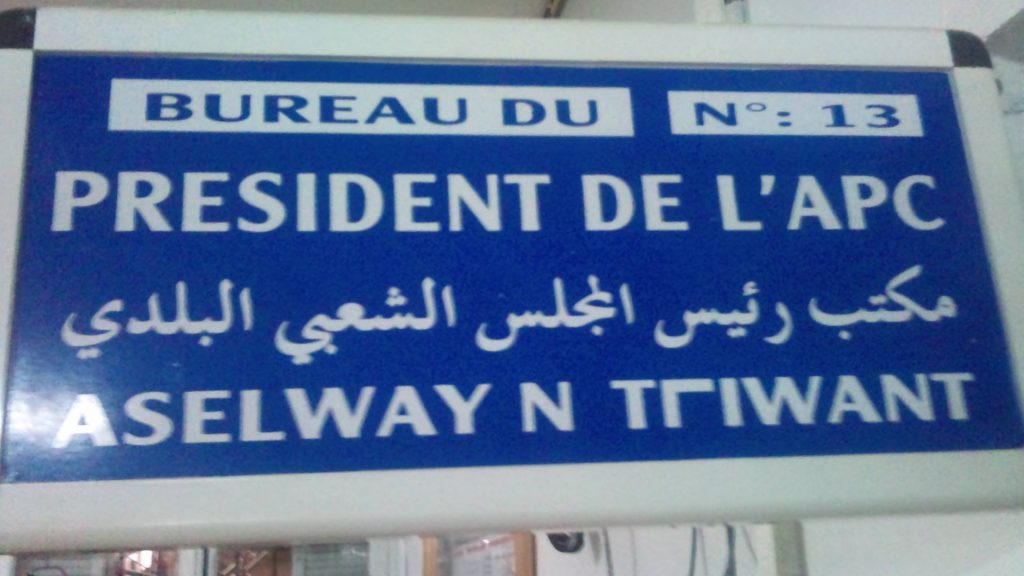 BUREAU DU N°: 13
PRESIDENT DE L'APC
مكتب رئيس المجلس الشعبي البلدي
ASELWAY N TΓIWANT